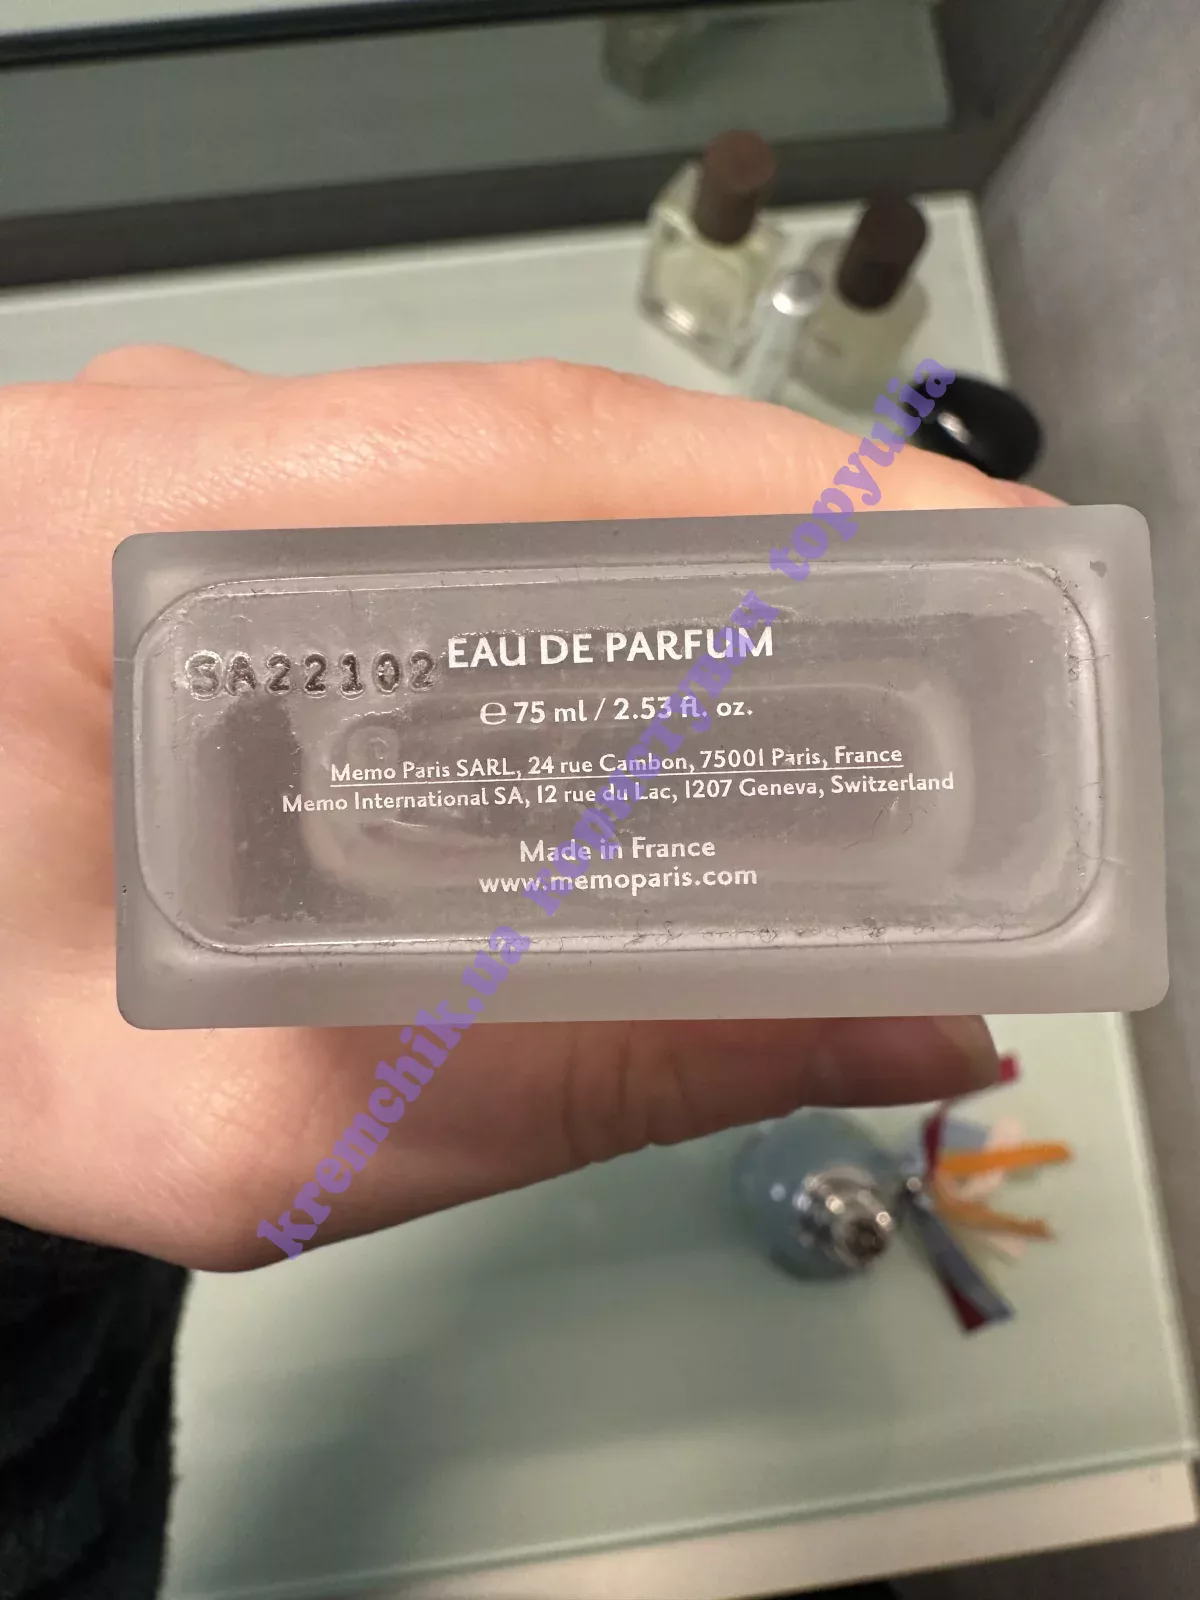 SA22102
EAU DE PARFUM
℮ 75 ml / 2.53 fl. oz.
Memo Paris SARL, 24 rue Cambon, 75001 Paris, France
Memo International SA, 12 rue du Lac, 1207 Geneva, Switzerland
Made in France
www.memoparis.com
kremchik.ua копирувач topyulia